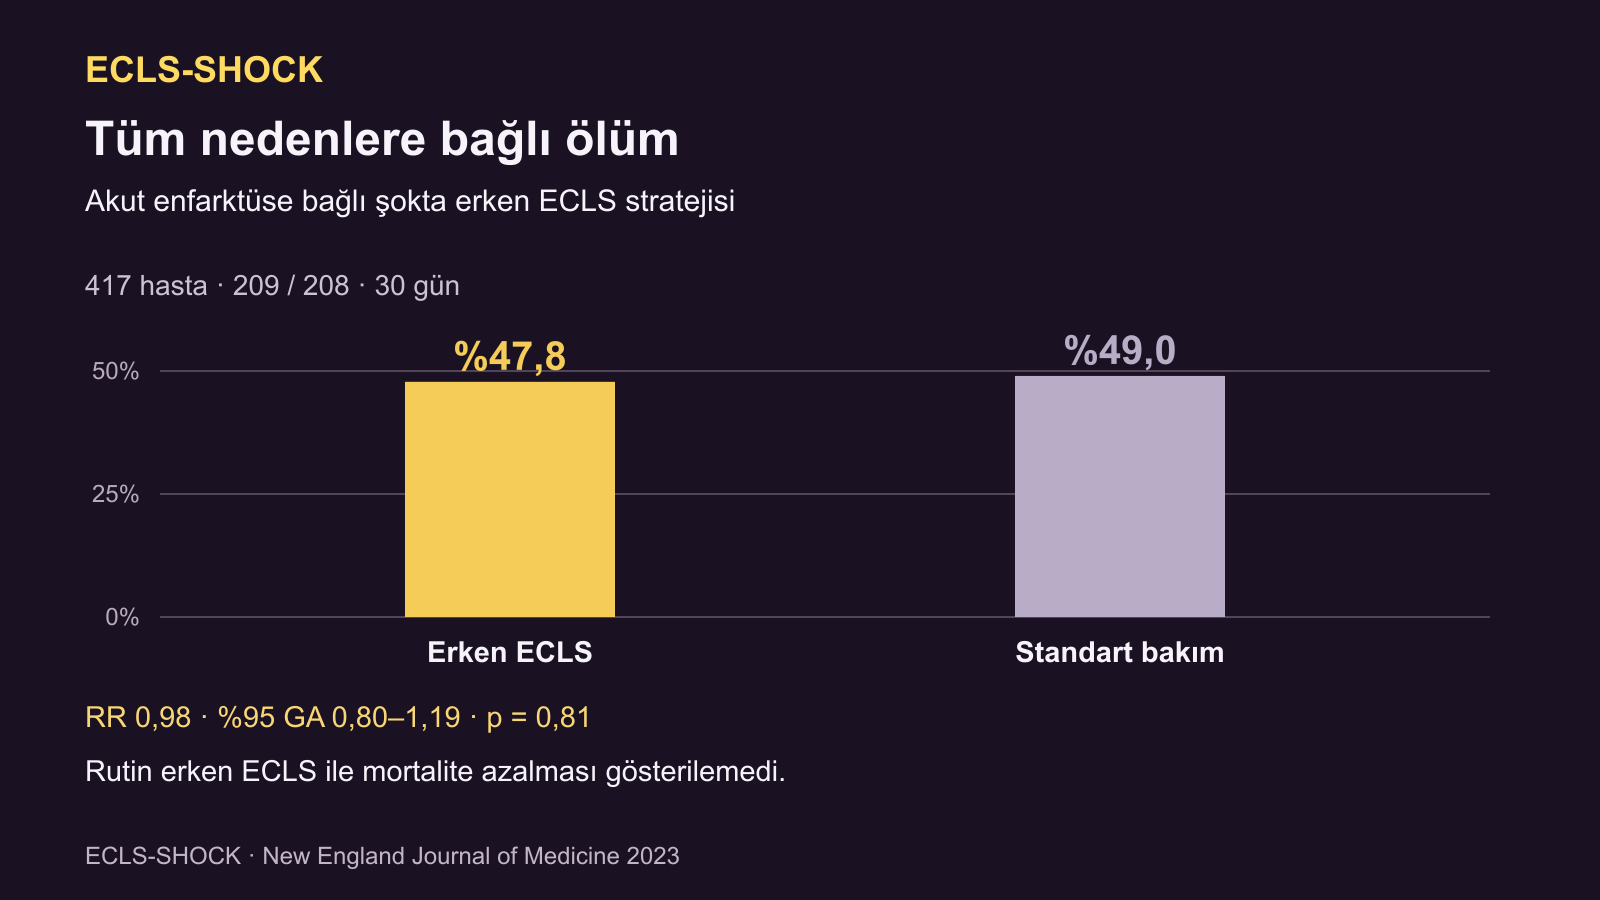 ECLS-SHOCK
Tüm nedenlere bağlı ölüm
Akut enfarktüse bağlı şokta erken ECLS stratejisi
417 hasta · 209 / 208 · 30 gün
%47,8
%49,0
50%
25%
0%
Erken ECLS
Standart bakım
RR 0,98 · %95 GA 0,80–1,19 · p = 0,81
Rutin erken ECLS ile mortalite azalması gösterilemedi.
ECLS-SHOCK · New England Journal of Medicine 2023